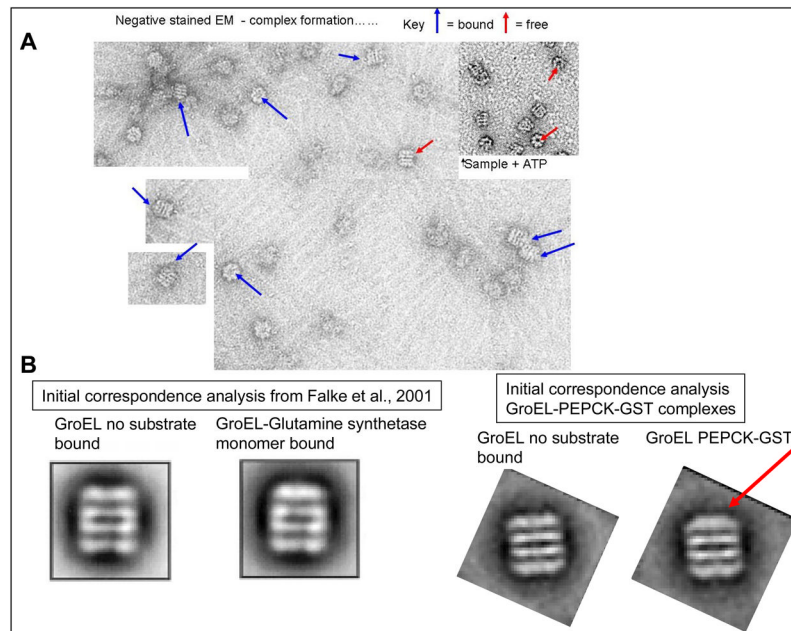 Negative stained EM - complex formation......
Key = bound = free
A
*Sample + ATP
B
Initial correspondence analysis from Falke et al., 2001
GroEL no substrate
bound
GroEL-Glutamine synthetase
monomer bound
Initial correspondence analysis
GroEL-PEPCK-GST complexes
GroEL no substrate
bound
GroEL PEPCK-GST